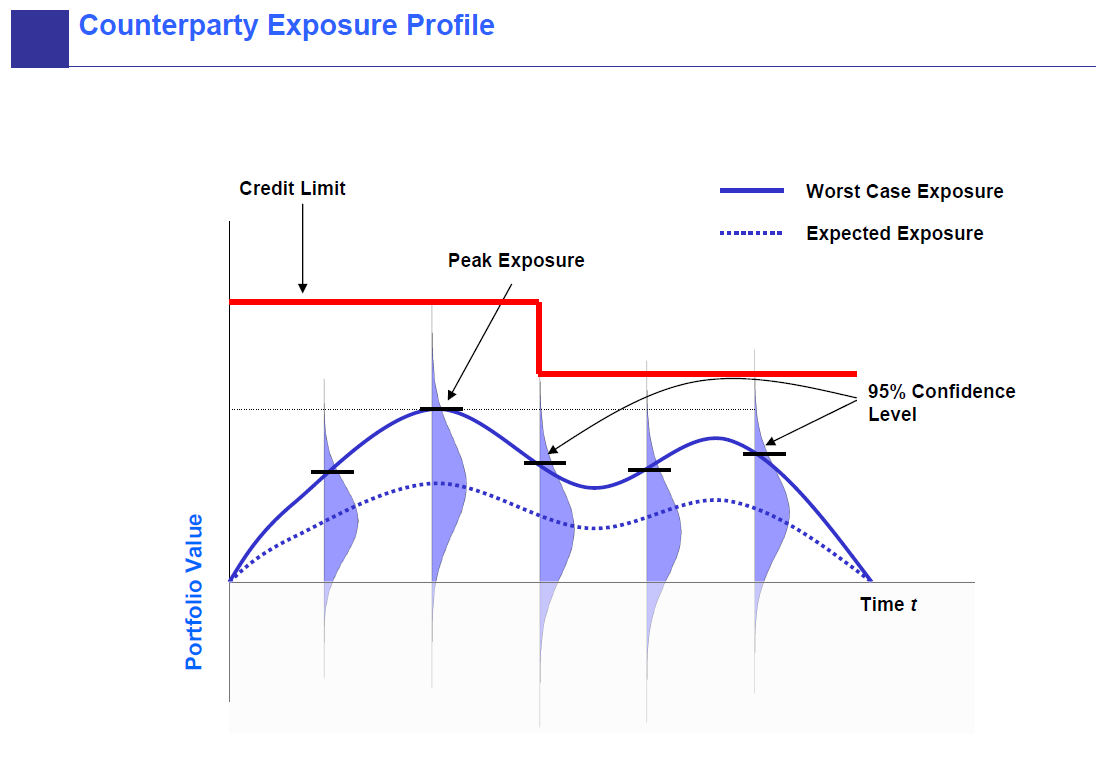 Counterparty Exposure Profile
Credit Limit
Worst Case Exposure
Expected Exposure
Peak Exposure
95% Confidence
Level
Portfolio Value
Time t